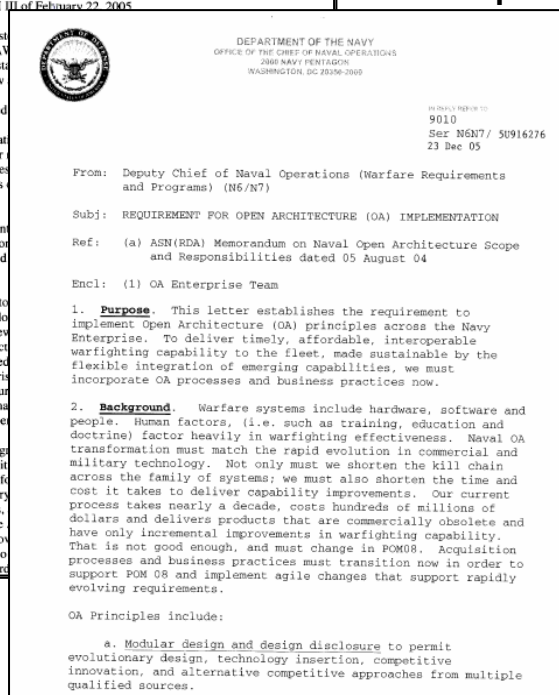 III of February 22, 2005
DEPARTMENT OF THE NAVY
OFFICE OF THE CHIEF OF NAVAL OPERATIONS
2000 NAVY PENTAGON
WASHINGTON, DC 20350-2000
IN REPLY REFER TO
9010
Ser N6N7/ 5U916276
23 Dec 05
From: Deputy Chief of Naval Operations (Warfare Requirements
and Programs) (N6/N7)
Subj: REQUIREMENT FOR OPEN ARCHITECTURE (OA) IMPLEMENTATION
Ref: (a) ASN(RDA) Memorandum on Naval Open Architecture Scope
and Responsibilities dated 05 August 04
Encl: (1) OA Enterprise Team
1. Purpose. This letter establishes the requirement to
implement Open Architecture (OA) principles across the Navy
Enterprise. To deliver timely, affordable, interoperable
warfighting capability to the fleet, made sustainable by the
flexible integration of emerging capabilities, we must
incorporate OA processes and business practices now.
2. Background. Warfare systems include hardware, software and
people. Human factors, (i.e. such as training, education and
doctrine) factor heavily in warfighting effectiveness. Naval OA
transformation must match the rapid evolution in commercial and
military technology. Not only must we shorten the kill chain
across the family of systems; we must also shorten the time and
cost it takes to deliver capability improvements. Our current
process takes nearly a decade, costs hundreds of millions of
dollars and delivers products that are commercially obsolete and
have only incremental improvements in warfighting capability.
That is not good enough, and must change in POM08. Acquisition
processes and business practices must transition now in order to
support POM 08 and implement agile changes that support rapidly
evolving requirements.
OA Principles include:
a. Modular design and design disclosure to permit
evolutionary design, technology insertion, competitive
innovation, and alternative competitive approaches from multiple
qualified sources.